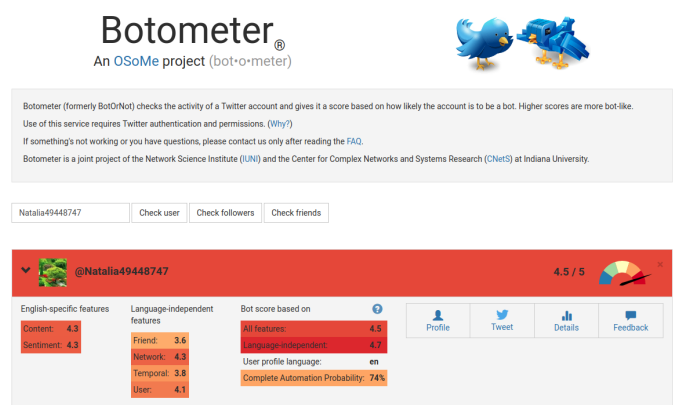 Botometer®
An OSoMe project (bot•o•meter)
Botometer (formerly BotOrNot) checks the activity of a Twitter account and gives it a score based on how likely the account is to be a bot. Higher scores are more bot-like.
Use of this service requires Twitter authentication and permissions. (Why?)
If something's not working or you have questions, please contact us only after reading the FAQ.
Botometer is a joint project of the Network Science Institute (IUNI) and the Center for Complex Networks and Systems Research (CNetS) at Indiana University.
Natalia49448747 Check user Check followers Check friends
@Natalia49448747 4.5 / 5 ×
English-specific features
Content: 4.3
Sentiment: 4.3
Language-independent
features
Friend: 3.6
Network: 4.3
Temporal: 3.8
User: 4.1
Bot score based on ?
All features: 4.5
Language-independent: 4.7
User profile language: en
Complete Automation Probability: 74%
Profile Tweet Details Feedback